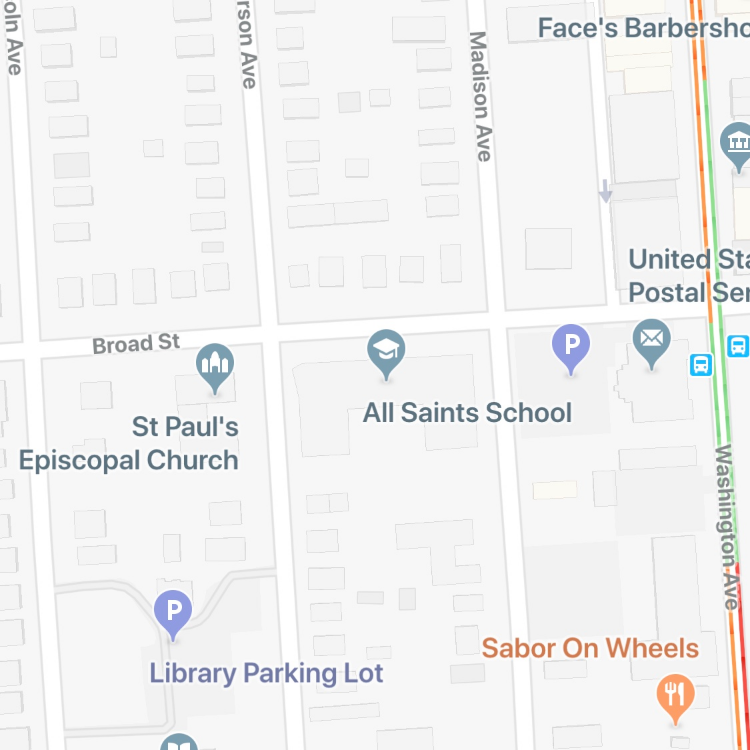 oln Ave
rson Ave
Madison Ave
Face's Barbersho
United Sta
Postal Ser
Broad St
P
All Saints School
St Paul's
Episcopal Church
Washington Ave
P
Library Parking Lot
Sabor On Wheels